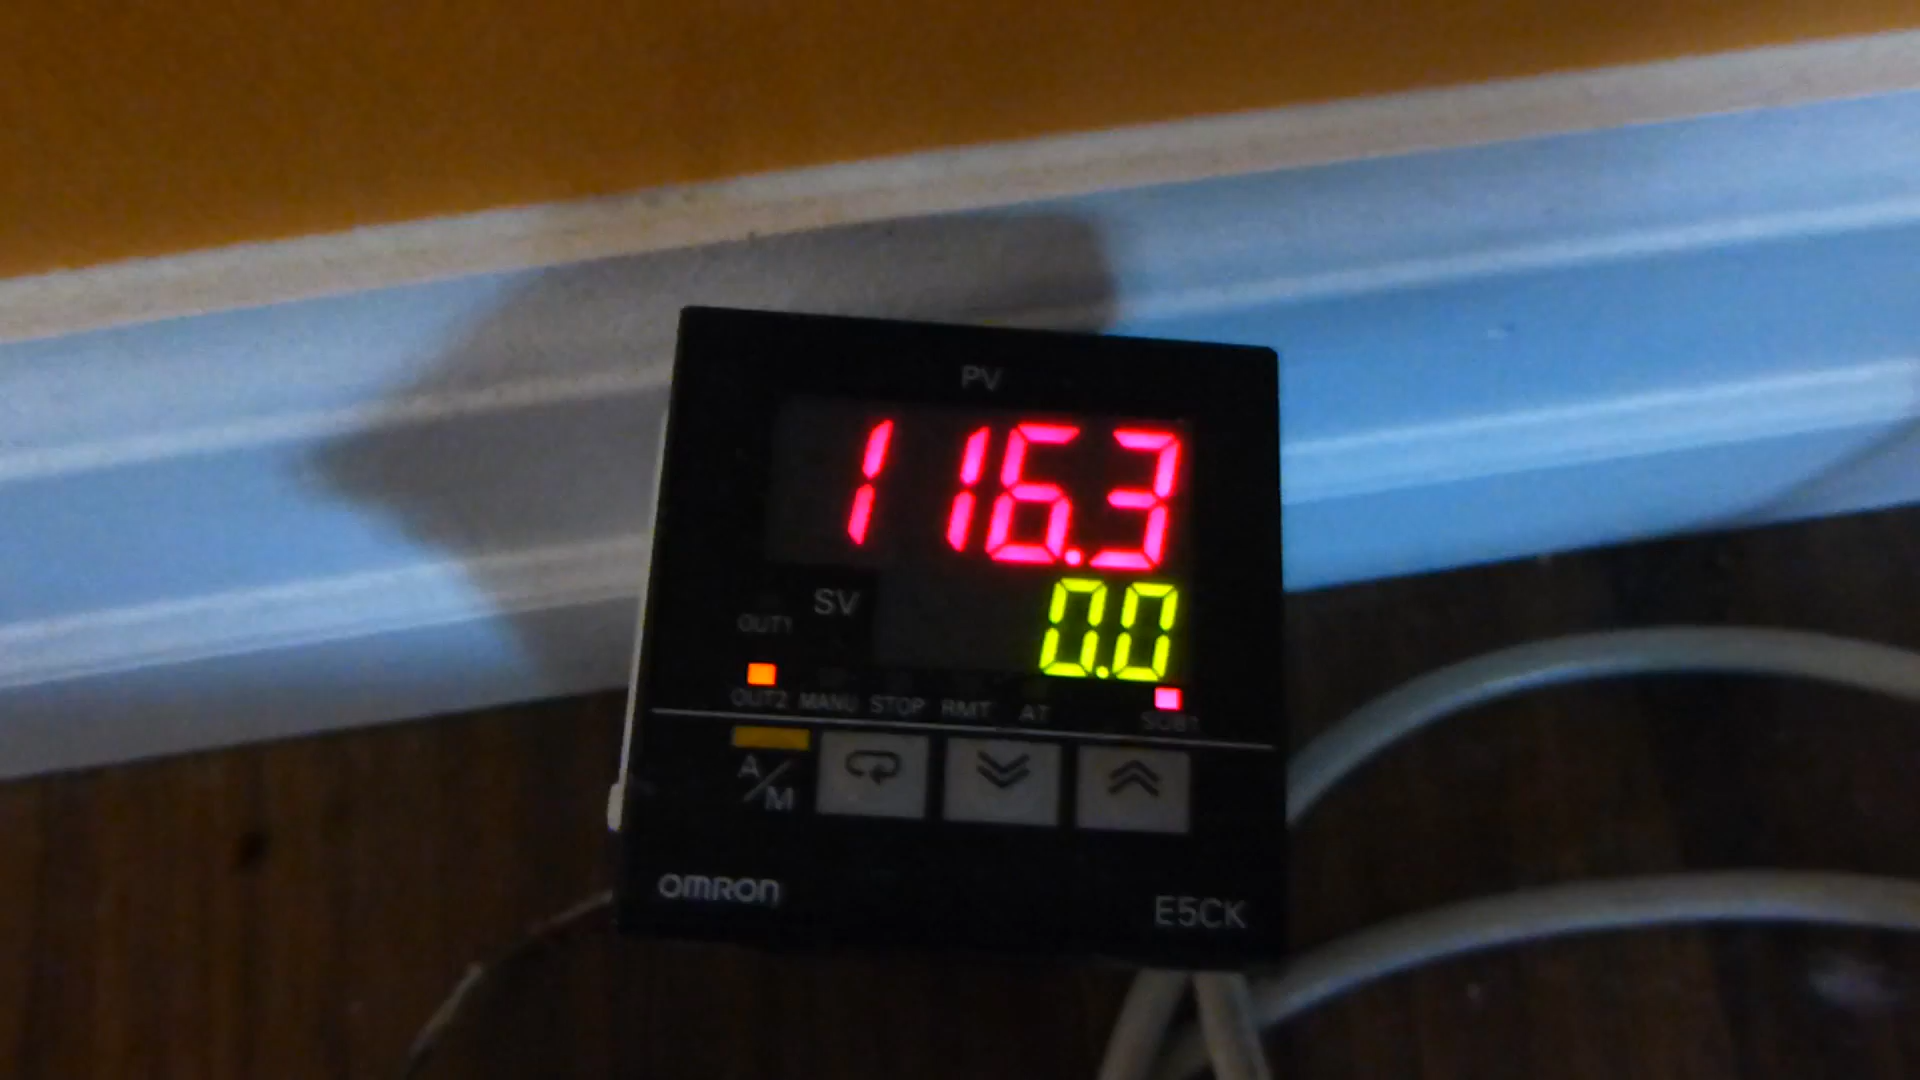 PV
116.3
SV
0.0
OUT1
OUT2 MANU STOP RMT AT SUB1
A/M
OMRON
E5CK